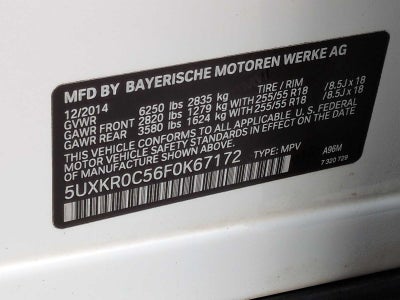 MFD BY BAYERISCHE MOTOREN WERKE AG
12/2014 TIRE / RIM
GVWR 6250 lbs 2835 kg
GAWR FRONT 2820 lbs 1279 kg WITH 255/55 R18 / 8.5J x 18
GAWR REAR 3580 lbs 1624 kg WITH 255/55 R18 / 8.5J x 18
THIS VEHICLE CONFORMS TO ALL APPLICABLE U. S. FEDERAL
MOTOR VEHICLE SAFETY STANDARDS IN EFFECT ON THE
DATE OF MANUFACTURE SHOWN ABOVE.
5UXKR0C56F0K67172 TYPE: MPV A96M
7 320 729